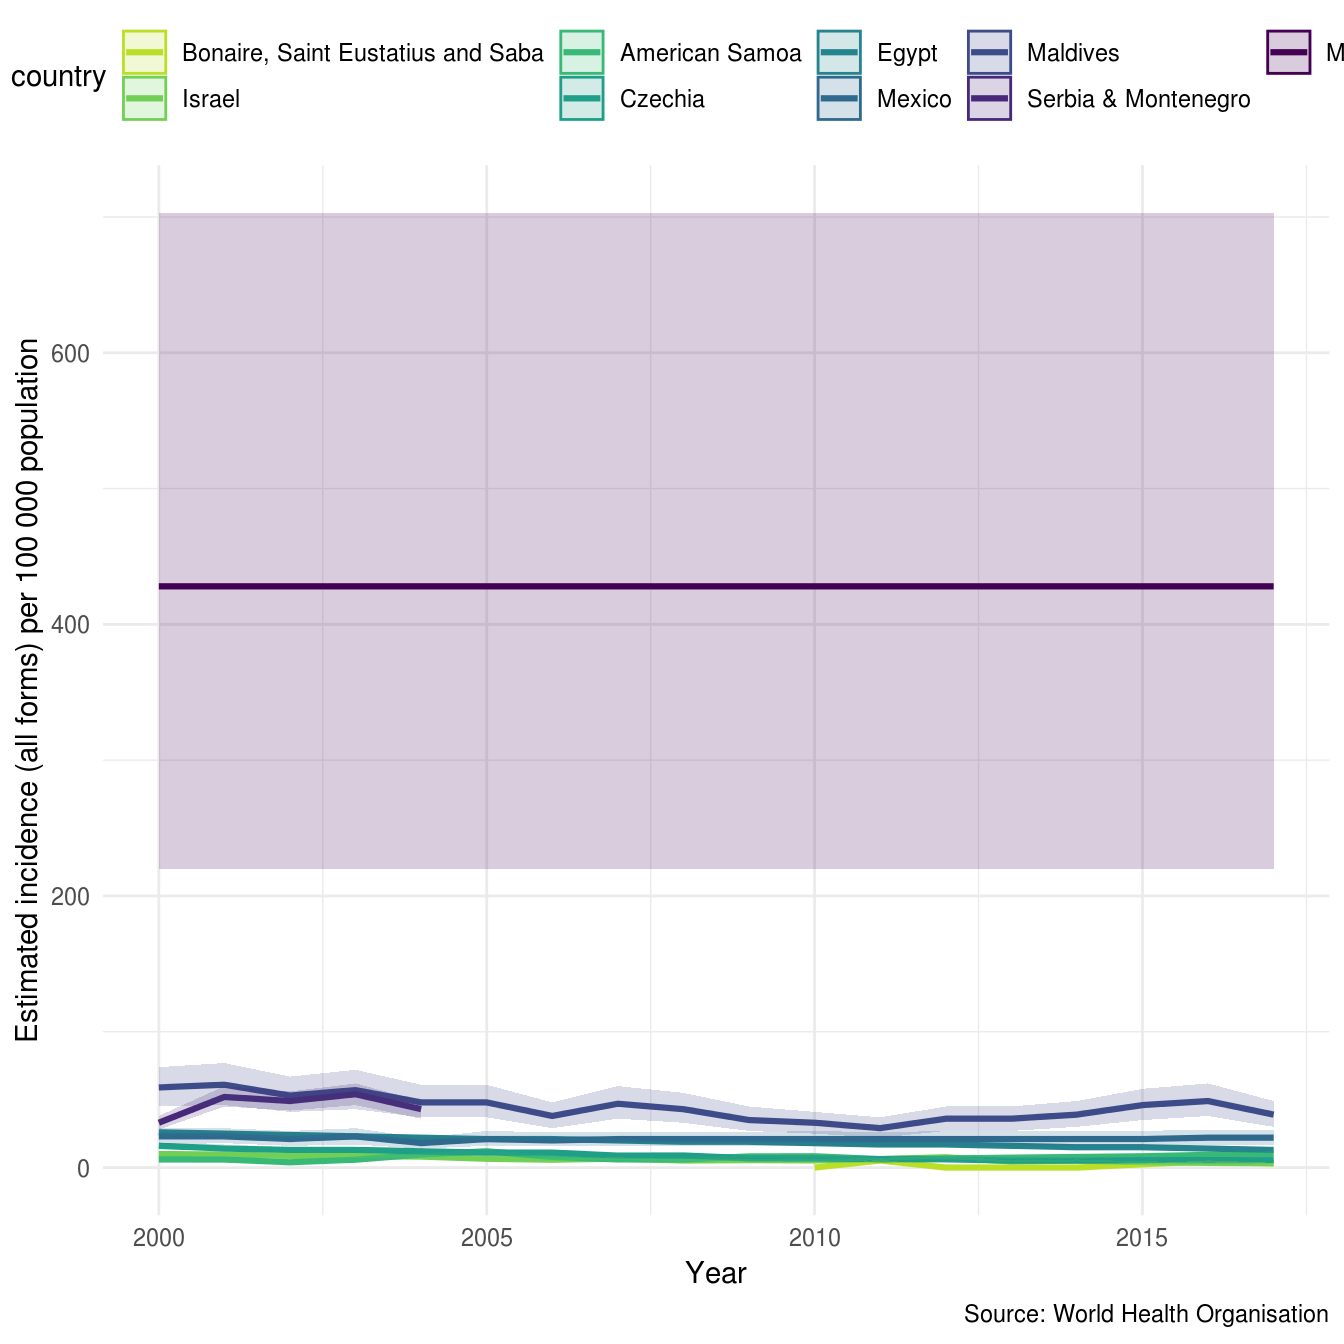 country
Bonaire, Saint Eustatius and Saba
American Samoa
Egypt
Maldives
Israel
Czechia
Mexico
Serbia & Montenegro
Estimated incidence (all forms) per 100 000 population
600
400
200
0
2000
2005
2010
2015
Year
Source: World Health Organisation